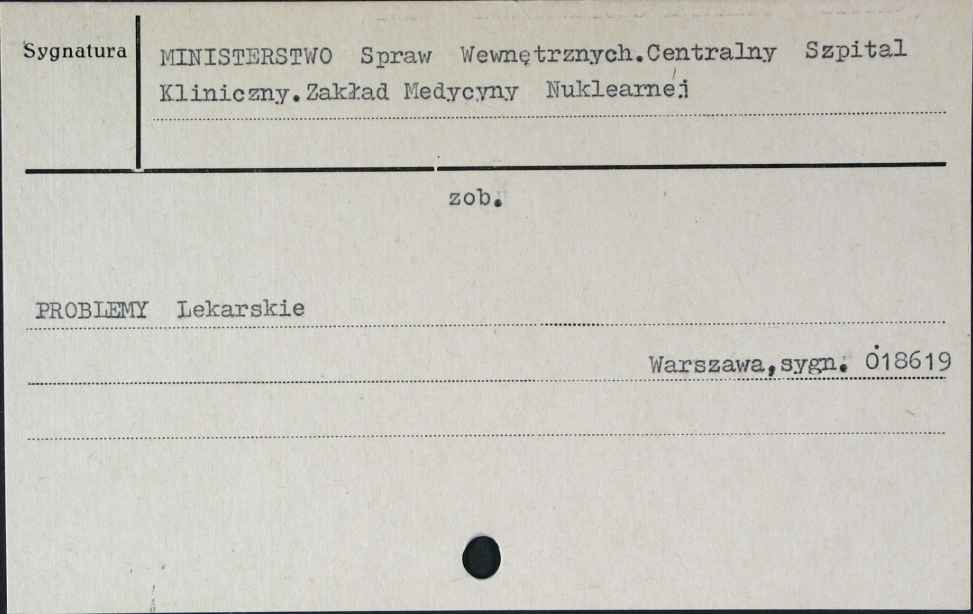 Sygnatura
MINISTERSTWO Spraw Wewnętrznych.Centralny Szpital
Kliniczny.Zakład Medycyny Nuklearnej
zob.
PROBLEMY Lekarskie
Warszawa,sygn. 018619